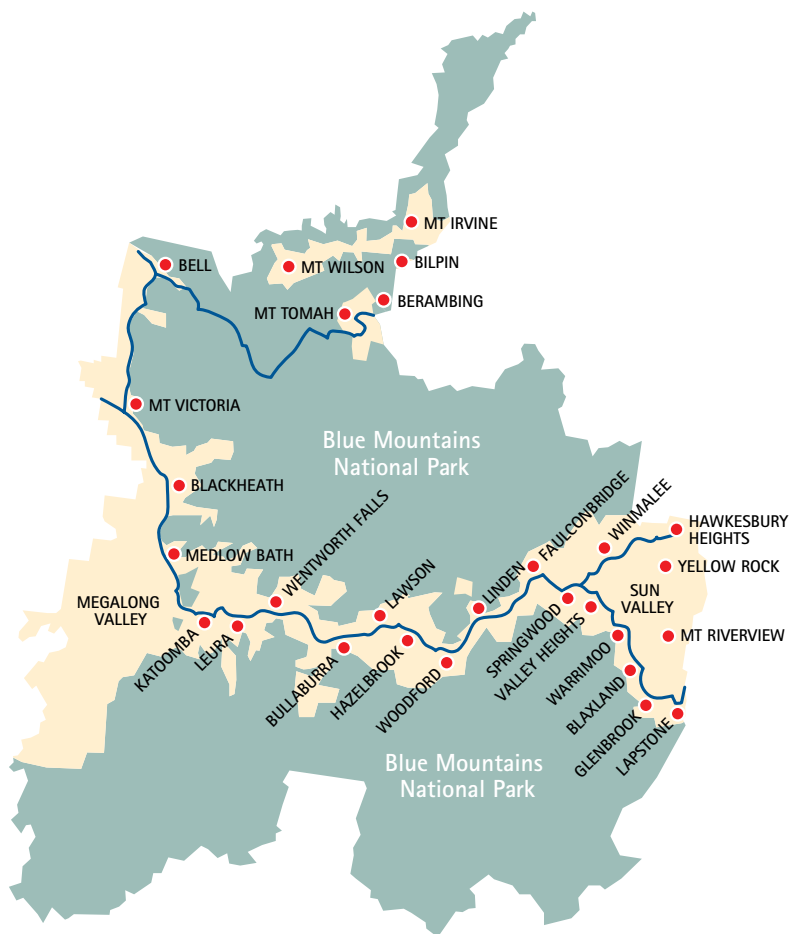 MT IRVINE
BELL
MT WILSON
BILPIN
MT TOMAH
BERAMBING
MT VICTORIA
Blue Mountains
National Park
BLACKHEATH
MEDLOW BATH
WENTWORTH FALLS
LAWSON
LINDEN
FAULCONBRIDGE
WINMALEE
HAWKESBURY
HEIGHTS
YELLOW ROCK
SUN
VALLEY
MT RIVERVIEW
MEGALONG
VALLEY
KATOOMBA
LEURA
BULLABURRA
HAZELBROOK
WOODFORD
SPRINGWOOD
VALLEY HEIGHTS
WARRIMOO
BLAXLAND
GLENBROOK
LAPSTONE
Blue Mountains
National Park